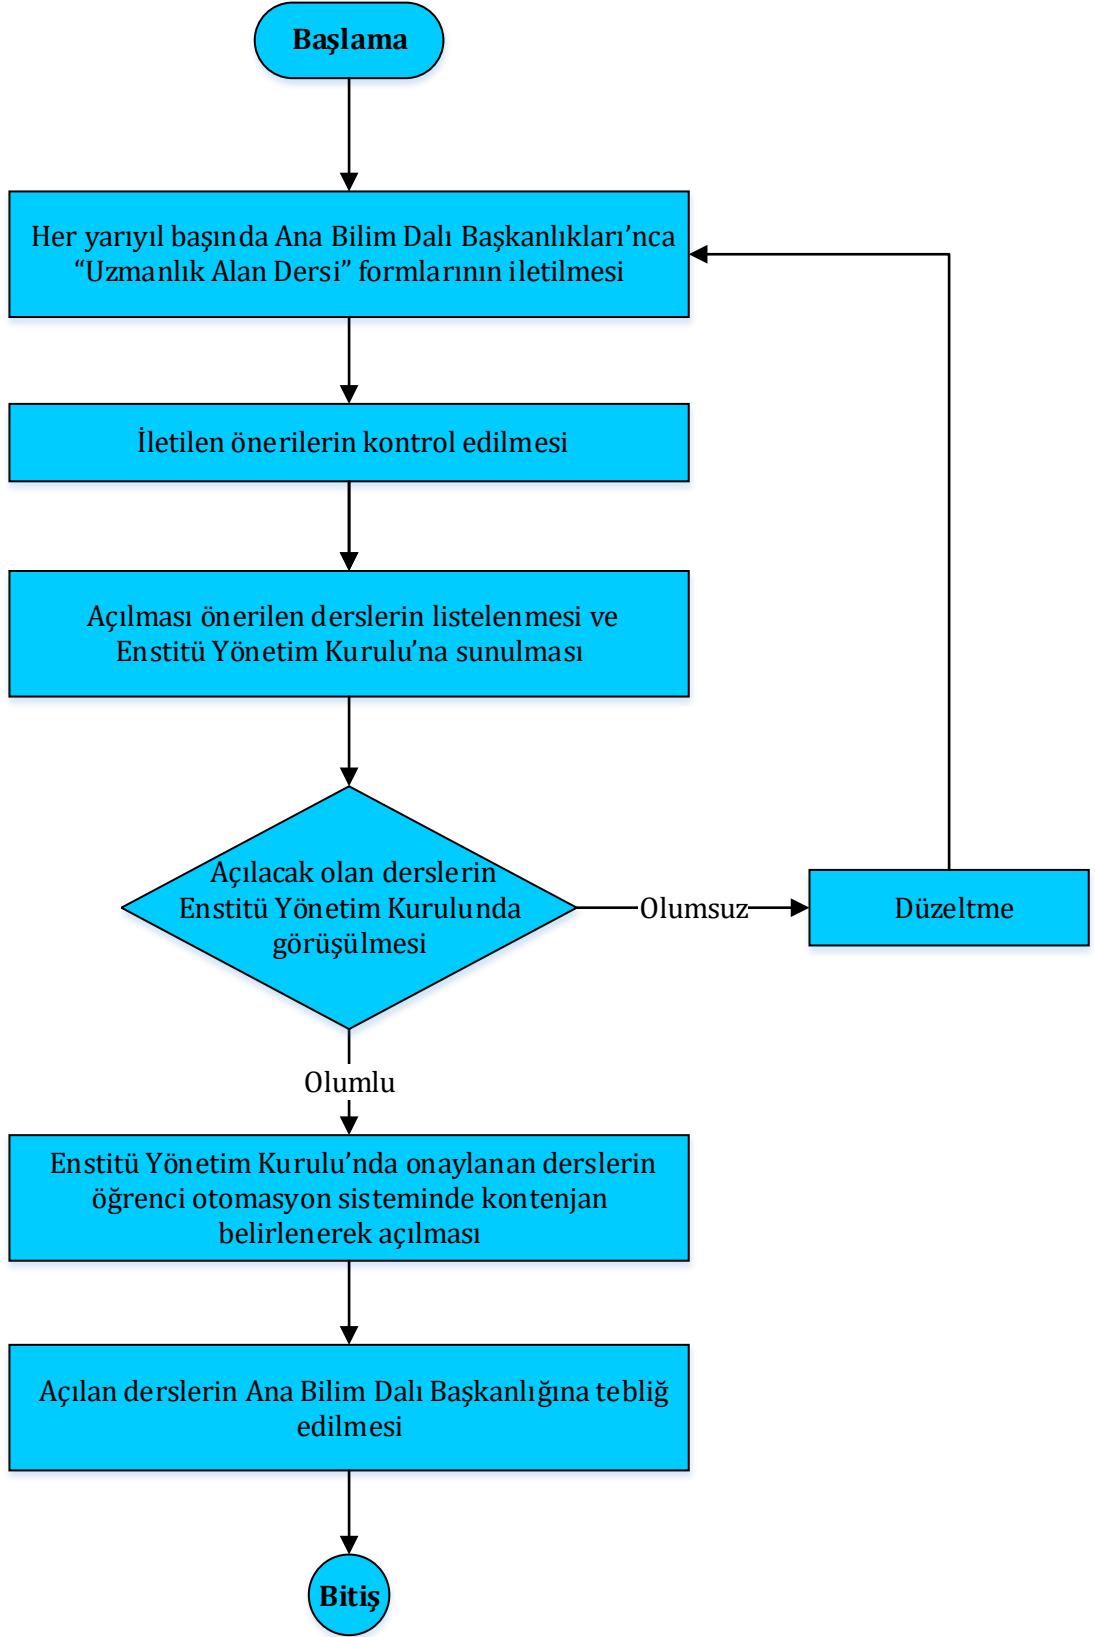 Başlama
Her yarıyıl başında Ana Bilim Dalı Başkanlıkları’nca
“Uzmanlık Alan Dersi” formlarının iletilmesi
İletilen önerilerin kontrol edilmesi
Açılması önerilen derslerin listelenmesi ve
Enstitü Yönetim Kurulu’na sunulması
Açılacak olan derslerin
Enstitü Yönetim Kurulunda
görüşülmesi
Olumsuz
Düzeltme
Olumlu
Enstitü Yönetim Kurulu’nda onaylanan derslerin
öğrenci otomasyon sisteminde kontenjan
belirlenerek açılması
Açılan derslerin Ana Bilim Dalı Başkanlığına tebliğ
edilmesi
Bitiş